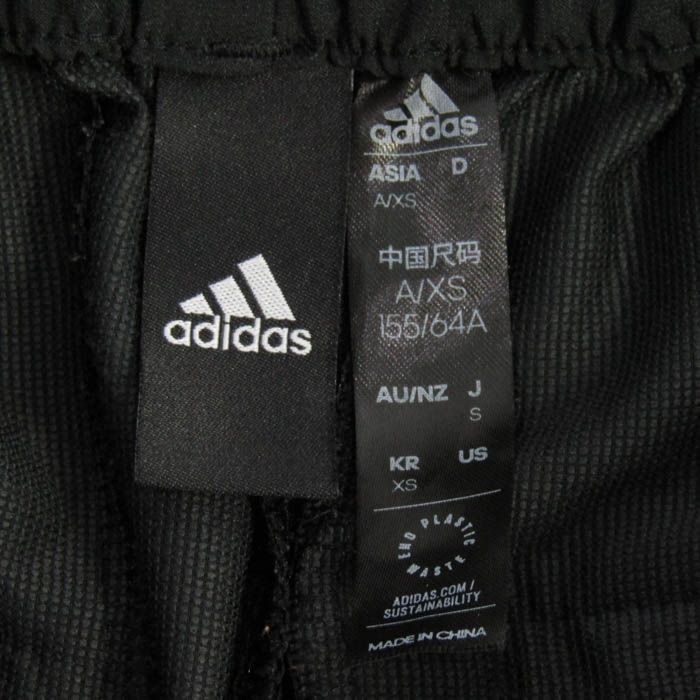 adidas
adidas
ASIA D
A/XS
中国尺码
A/XS
155/64A
AU/NZ J
S
KR US
XS
END PLASTIC WASTE
ADIDAS.COM/
SUSTAINABILITY
MADE IN CHINA